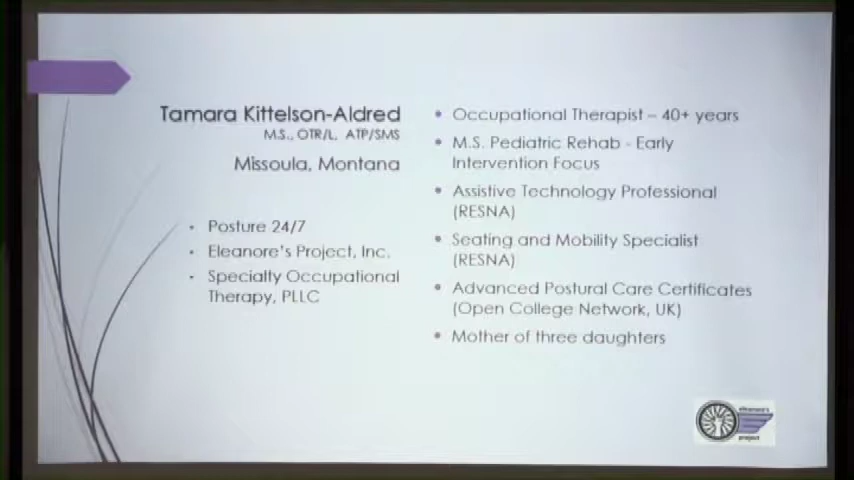 Tamara Kittelson-Aldred
M.S., OTR/L, ATP/SMS
Missoula, Montana
• Posture 24/7
• Eleanore's Project, Inc.
• Specialty Occupational
Therapy, PLLC
• Occupational Therapist – 40+ years
• M.S. Pediatric Rehab - Early
Intervention Focus
• Assistive Technology Professional
(RESNA)
• Seating and Mobility Specialist
(RESNA)
• Advanced Postural Care Certificates
(Open College Network, UK)
• Mother of three daughters
eleanore's
project